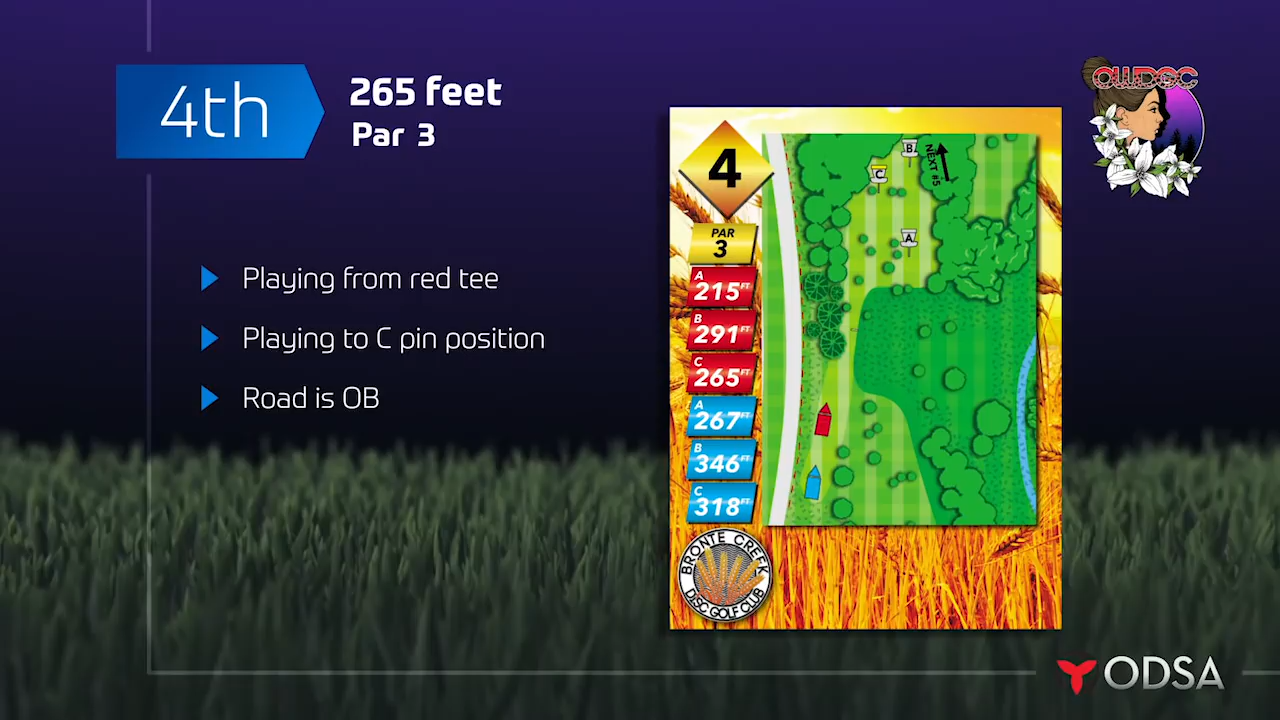 4th
265 feet
Par 3
Playing from red tee
Playing to C pin position
Road is OB
OWDGC
4
PAR
3
A
215FT
B
291FT
C
265FT
A
267FT
B
346FT
C
318FT
B
C
A
NEXT #5
BRONTE CREEK
DISC GOLF CLUB
ODSA